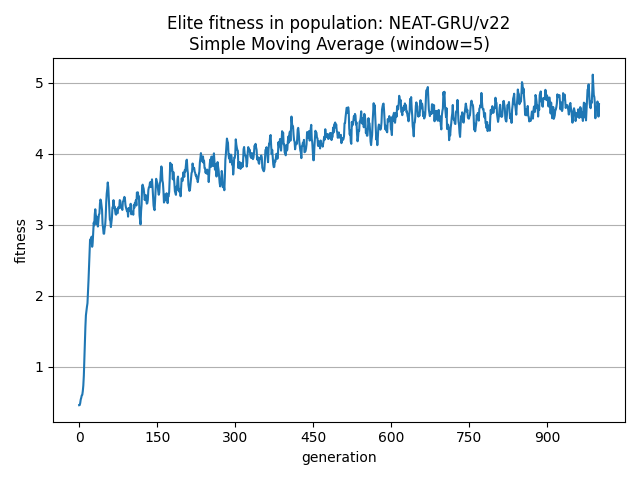 Elite fitness in population: NEAT-GRU/v22
Simple Moving Average (window=5)
5
4
3
2
1
fitness
0 150 300 450 600 750 900
generation